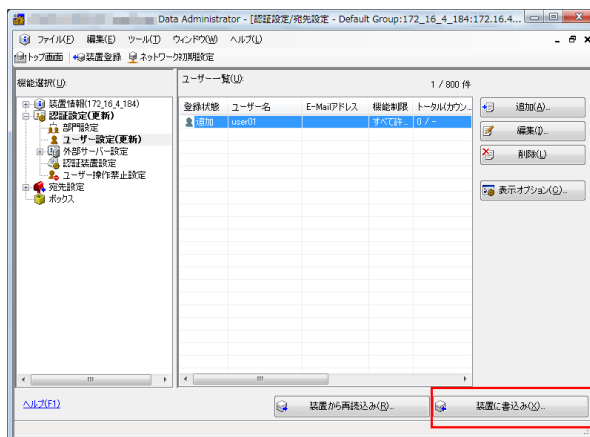 Data Administrator - [認証設定/宛先設定 - Default Group:172_16_4_184:172.16.4...
ファイル(F) 編集(E) ツール(T) ウィンドウ(W) ヘルプ(L)
トップ画面 装置登録 ネットワーク初期設定
機能選択(U):
装置情報(172_16_4_184)
認証設定(更新)
部門設定
ユーザー設定(更新)
外部サーバー設定
認証装置設定
ユーザー操作禁止設定
宛先設定
ボックス
ユーザー一覧(U):
1 / 800 件
登録状態 ユーザー名 E-Mailアドレス 機能制限 トータル(カウン...
追加 user01 すべて許... 0 / -
追加(A)...
編集(I)...
削除(L)
表示オプション(C)...
ヘルプ(F1)
装置から再読込み(R)...
装置に書込み(X)...